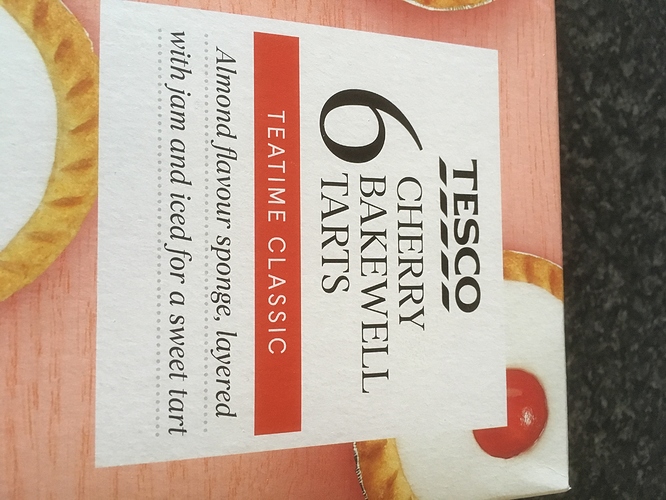 TESCO
6 CHERRY
BAKEWELL
TARTS
TEATIME CLASSIC
Almond flavour sponge, layered
with jam and iced for a sweet tart